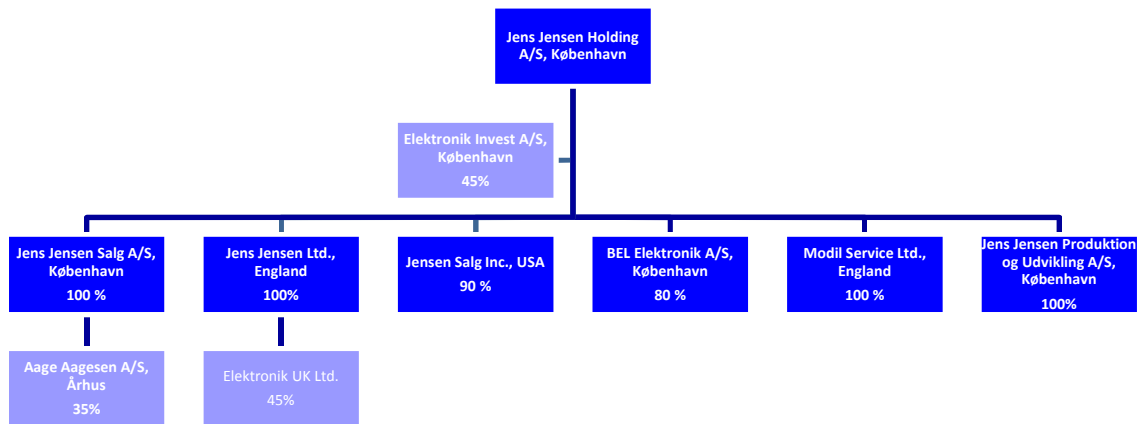 Jens Jensen Holding
A/S, København
Elektronik Invest A/S,
København
45%
Jens Jensen Salg A/S,
København
100 %
Jens Jensen Ltd.,
England
100%
Jensen Salg Inc., USA
90 %
BEL Elektronik A/S,
København
80 %
Modil Service Ltd.,
England
100 %
Jens Jensen Produktion
og Udvikling A/S,
København
100%
Aage Aagesen A/S,
Århus
35%
Elektronik UK Ltd.
45%